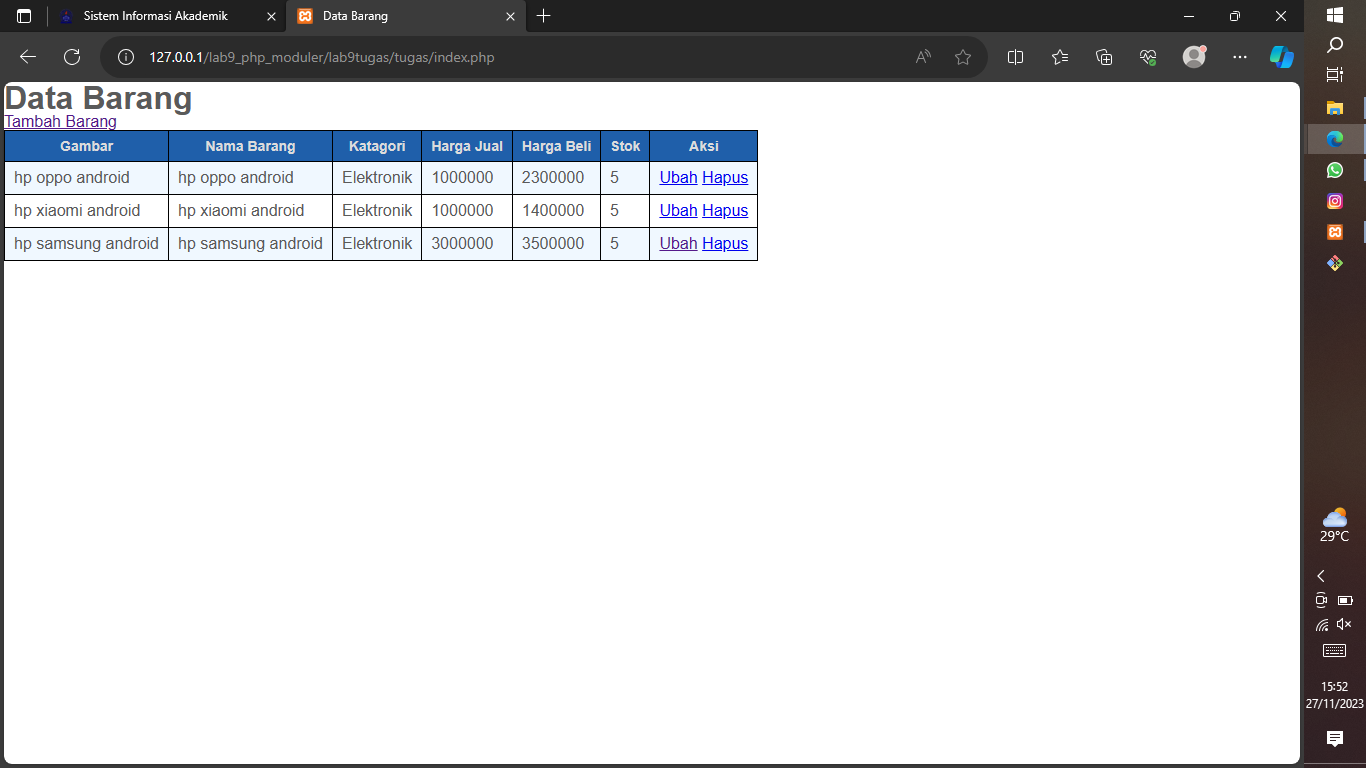 Sistem Informasi Akademik
Data Barang
127.0.0.1/lab9_php_moduler/lab9tugas/tugas/index.php
Data Barang
Tambah Barang
Gambar Nama Barang Katagori Harga Jual Harga Beli Stok Aksi
hp oppo android hp oppo android Elektronik 1000000 2300000 5 Ubah Hapus
hp xiaomi android hp xiaomi android Elektronik 1000000 1400000 5 Ubah Hapus
hp samsung android hp samsung android Elektronik 3000000 3500000 5 Ubah Hapus
29°C
15:52
27/11/2023